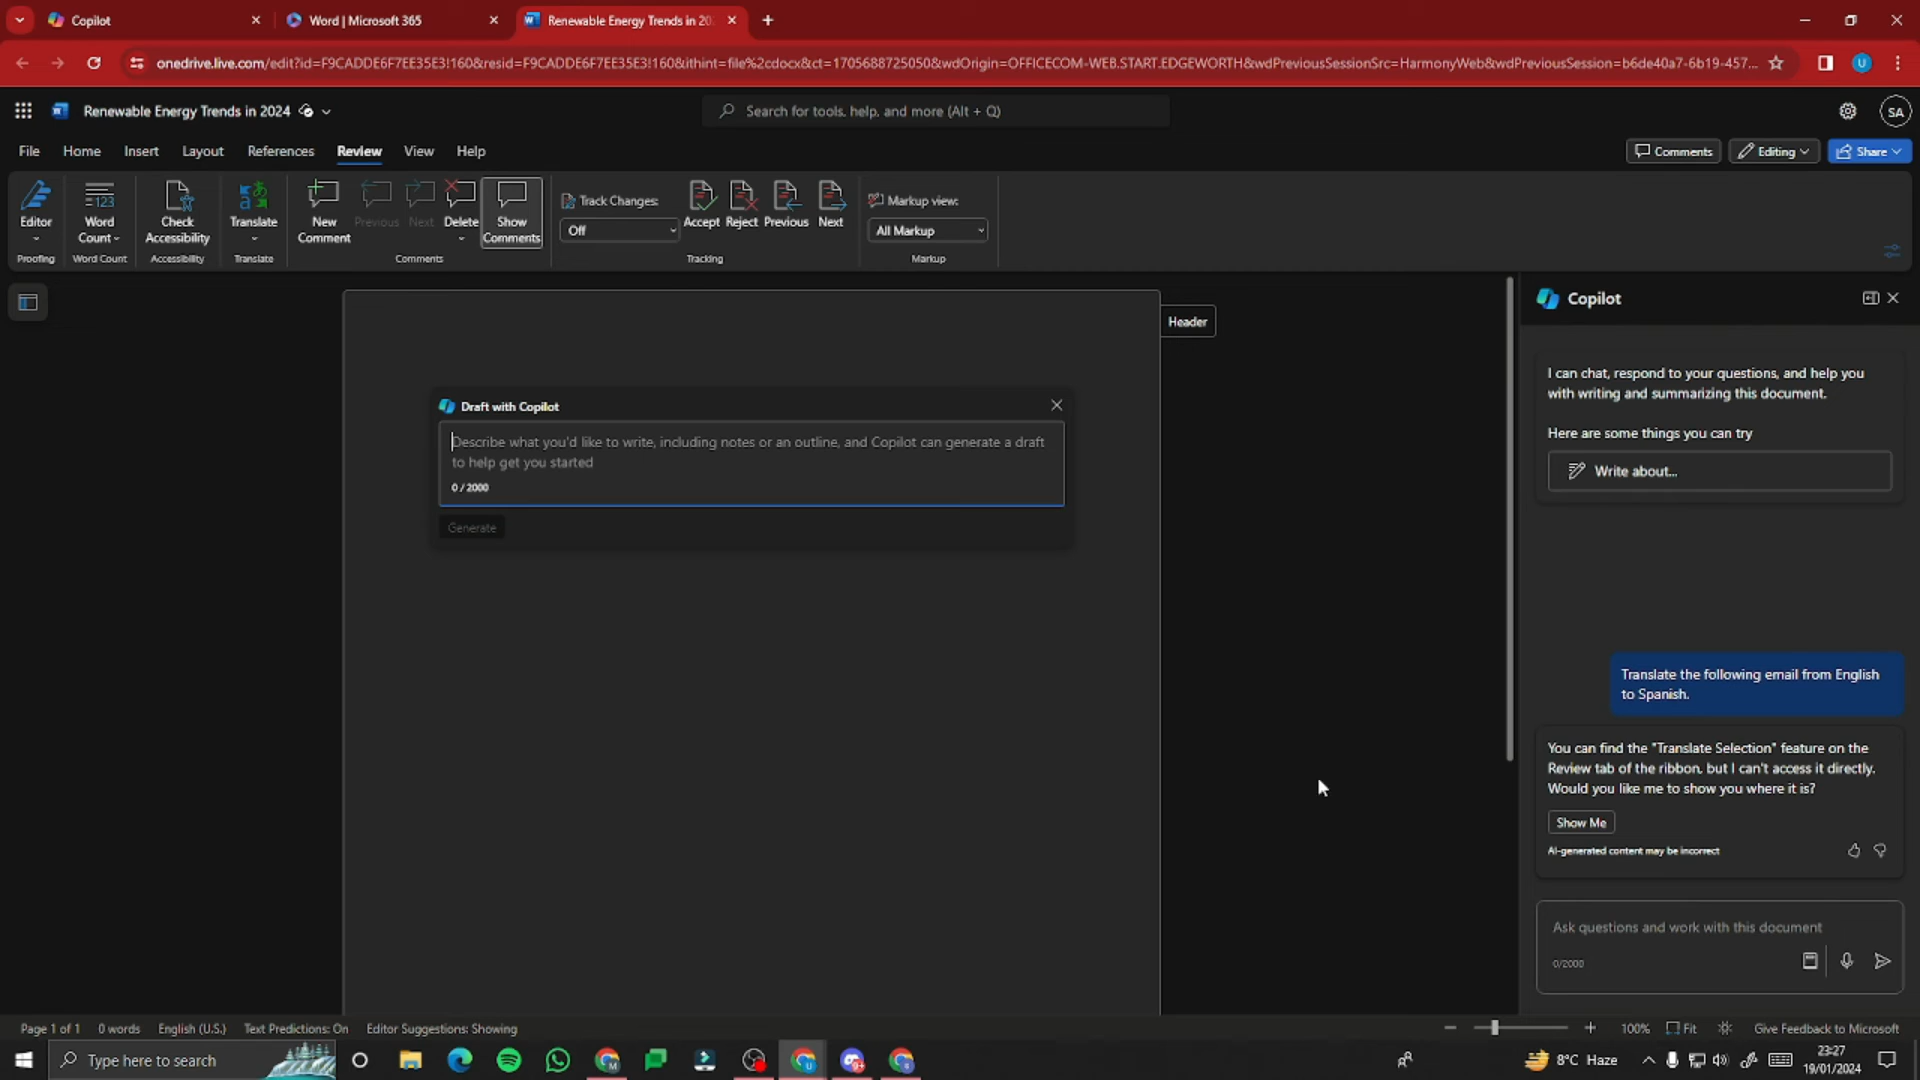 Copilot
Word | Microsoft 365
Renewable Energy Trends in 20
onedrive.live.com/edit?id=F9CADDE6F7EE35E3!160&resid=F9CADDE6F7EE35E3!160&ithint=file%2cdocx&ct=1705688725050&wdOrigin=OFFICECOM-WEB.START.EDGEWORTH&wdPreviousSessionSrc=HarmonyWeb&wdPreviousSession=b6de40a7-6b19-457...
U
Renewable Energy Trends in 2024
Search for tools, help, and more (Alt + Q)
SA
File Home Insert Layout References Review View Help
Comments Editing Share
Editor
Word Count
Check Accessibility
Translate
New Comment
Previous
Next
Delete
Show Comments
Track Changes:
Off
Accept Reject Previous Next
Markup view:
All Markup
Proofing Word Count Accessibility Translate Comments Tracking Markup
Header
Draft with Copilot
Describe what you'd like to write, including notes or an outline, and Copilot can generate a draft
to help get you started
0 / 2000
Generate
Copilot
I can chat, respond to your questions, and help you
with writing and summarizing this document.
Here are some things you can try
Write about...
Translate the following email from English
to Spanish.
You can find the "Translate Selection" feature on the
Review tab of the ribbon, but I can't access it directly.
Would you like me to show you where it is?
Show Me
AI-generated content may be incorrect
Ask questions and work with this document
0/2000
Page 1 of 1 0 words English (U.S.) Text Predictions: On Editor Suggestions: Showing
100% Fit Give Feedback to Microsoft
Type here to search
8°C Haze
23:27
19/01/2024